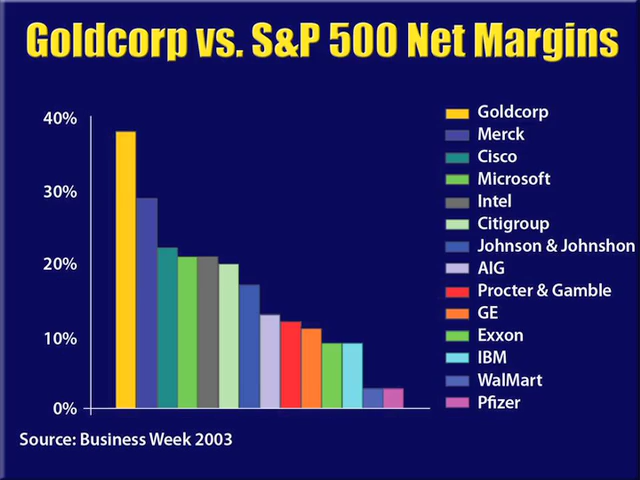 Goldcorp vs. S&P 500 Net Margins
40%
30%
20%
10%
0%
Goldcorp
Merck
Cisco
Microsoft
Intel
Citigroup
Johnson & Johnshon
AIG
Procter & Gamble
GE
Exxon
IBM
WalMart
Pfizer
Source: Business Week 2003